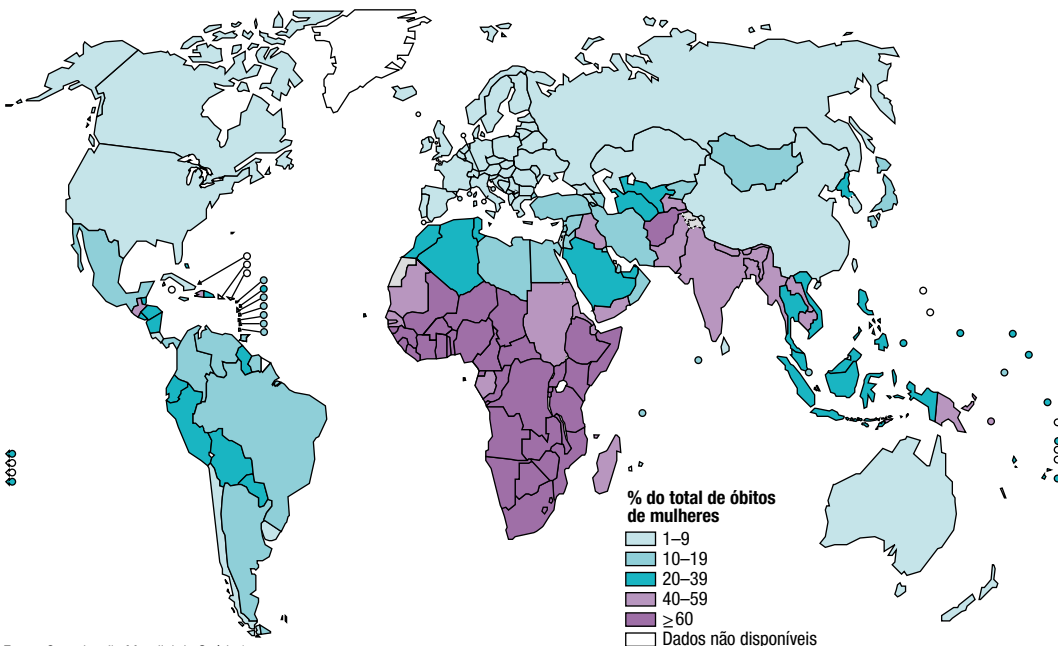 % do total de óbitos
de mulheres
1–9
10–19
20–39
40–59
≥60
Dados não disponíveis